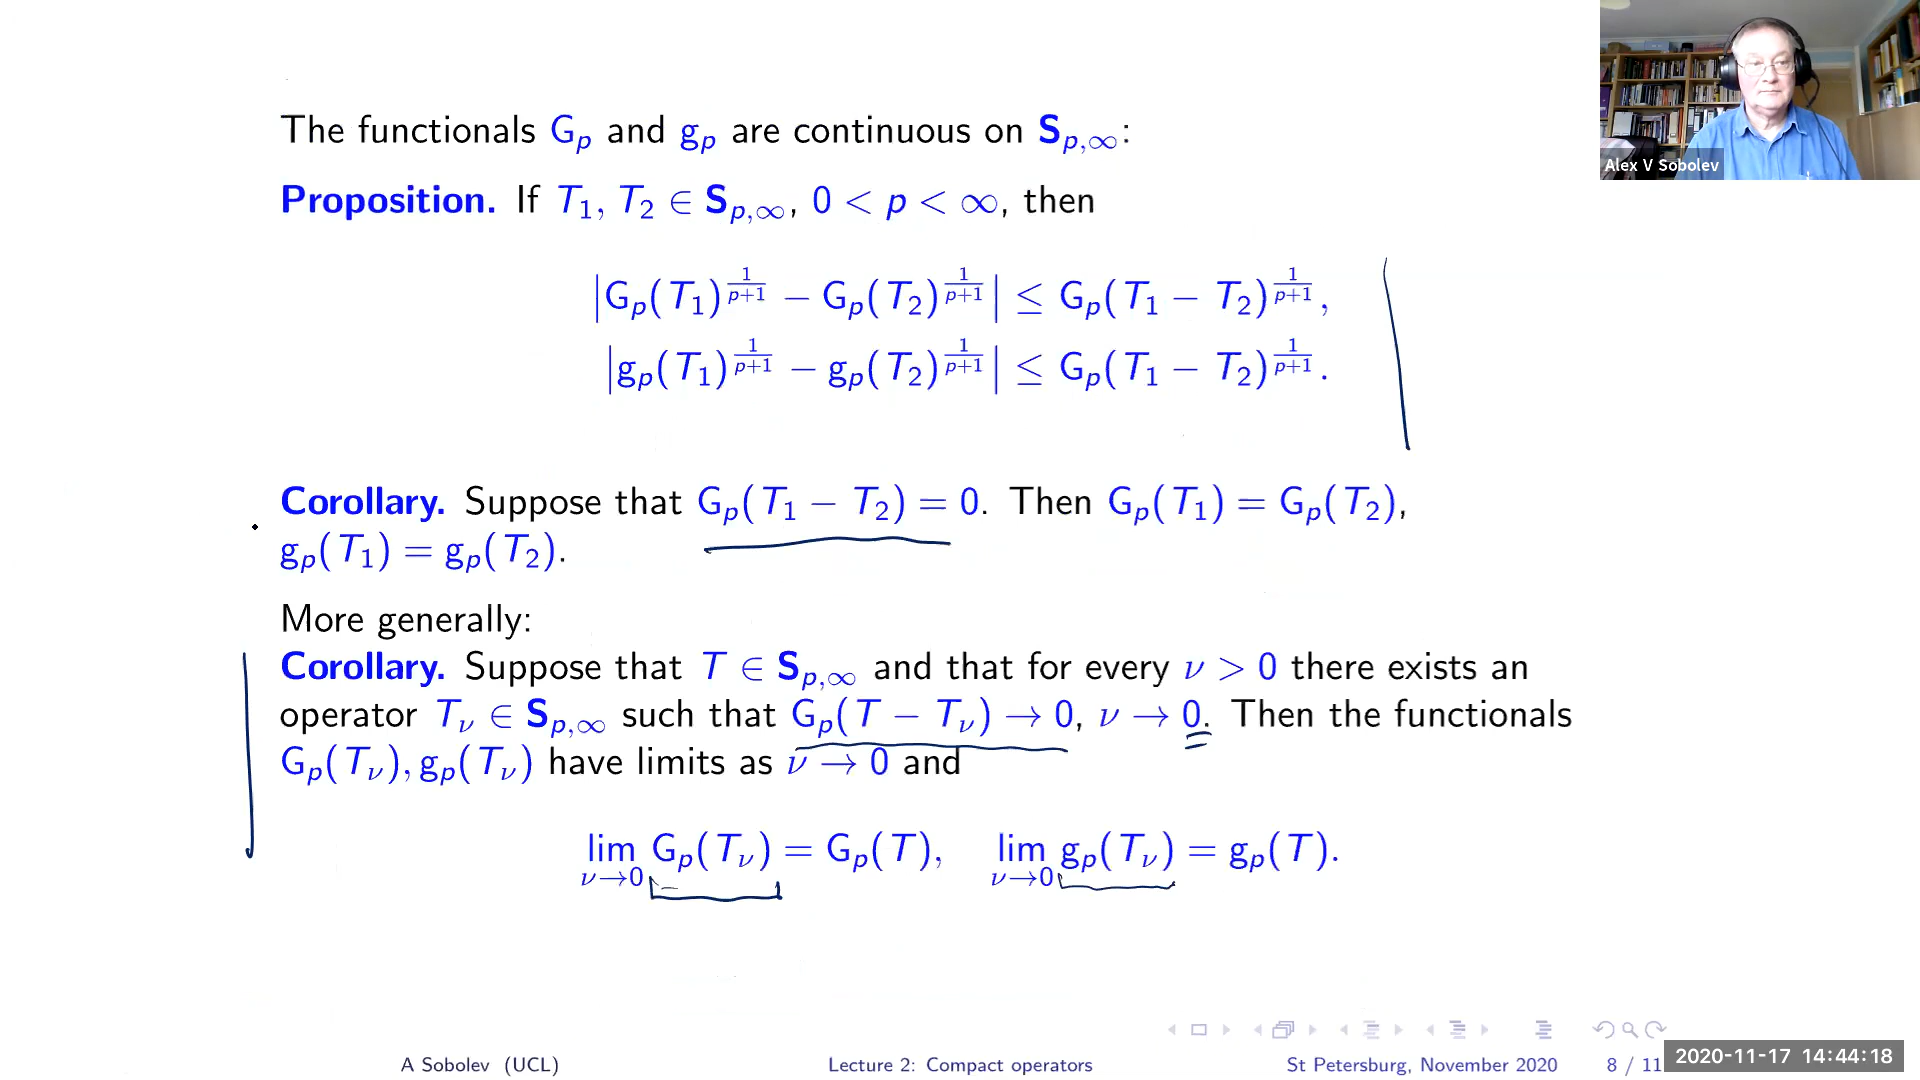 The functionals G_p and g_p are continuous on S_{p,∞}:
Alex V Sobolev
Proposition. If T_1, T_2 ∈ S_{p,∞}, 0 < p < ∞, then
|G_p(T_1)^{1/(p+1)} − G_p(T_2)^{1/(p+1)}| ≤ G_p(T_1 − T_2)^{1/(p+1)},
|g_p(T_1)^{1/(p+1)} − g_p(T_2)^{1/(p+1)}| ≤ G_p(T_1 − T_2)^{1/(p+1)}.
Corollary. Suppose that G_p(T_1 − T_2) = 0. Then G_p(T_1) = G_p(T_2),
g_p(T_1) = g_p(T_2).
More generally:
Corollary. Suppose that T ∈ S_{p,∞} and that for every ν > 0 there exists an
operator T_ν ∈ S_{p,∞} such that G_p(T − T_ν) → 0, ν → 0. Then the functionals
G_p(T_ν), g_p(T_ν) have limits as ν → 0 and
lim_{ν→0} G_p(T_ν) = G_p(T), lim_{ν→0} g_p(T_ν) = g_p(T).
A Sobolev (UCL) Lecture 2: Compact operators St Petersburg, November 2020 8 / 11
2020-11-17 14:44:18